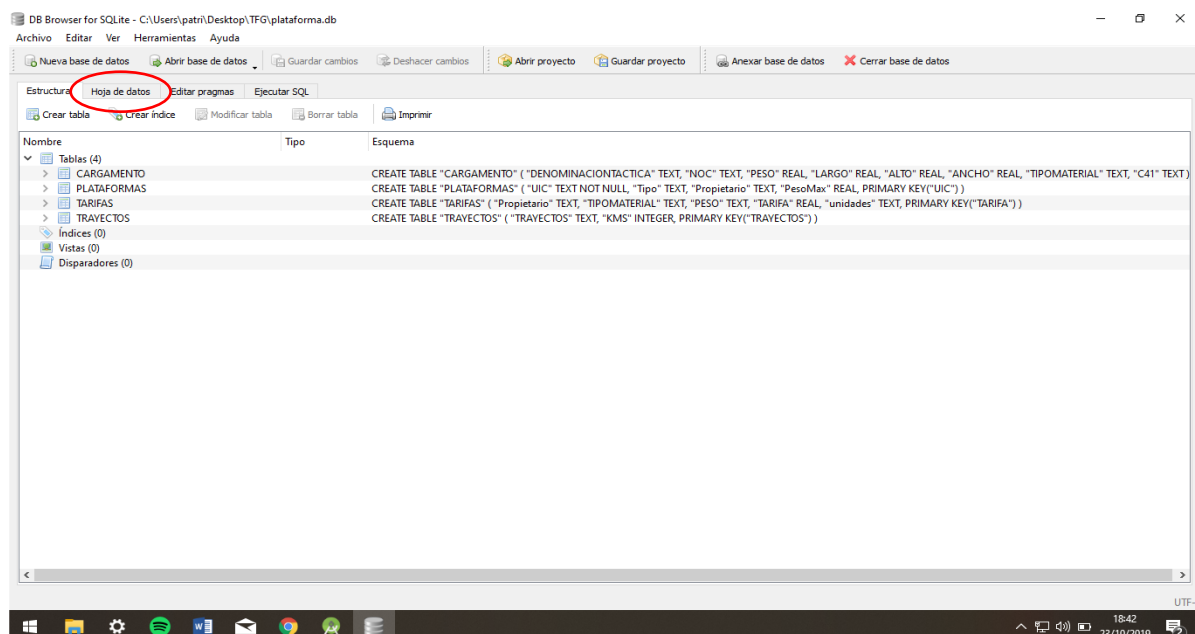 DB Browser for SQLite - C:\Users\patri\Desktop\TFG\plataforma.db
Archivo Editar Ver Herramientas Ayuda
Nueva base de datos Abrir base de datos Guardar cambios Deshacer cambios Abrir proyecto Guardar proyecto Anexar base de datos Cerrar base de datos
Estructura Hoja de datos Editar pragmas Ejecutar SQL
Crear tabla Crear índice Modificar tabla Borrar tabla Imprimir
Nombre Tipo Esquema
Tablas (4)
CARGAMENTO CREATE TABLE "CARGAMENTO" ( "DENOMINACIONTACTICA" TEXT, "NOC" TEXT, "PESO" REAL, "LARGO" REAL, "ALTO" REAL, "ANCHO" REAL, "TIPOMATERIAL" TEXT, "C41" TEXT )
PLATAFORMAS CREATE TABLE "PLATAFORMAS" ( "UIC" TEXT NOT NULL, "Tipo" TEXT, "Propietario" TEXT, "PesoMax" REAL, PRIMARY KEY("UIC") )
TARIFAS CREATE TABLE "TARIFAS" ( "Propietario" TEXT, "TIPOMATERIAL" TEXT, "PESO" TEXT, "TARIFA" REAL, "unidades" TEXT, PRIMARY KEY("TARIFA") )
TRAYECTOS CREATE TABLE "TRAYECTOS" ( "TRAYECTOS" TEXT, "KMS" INTEGER, PRIMARY KEY("TRAYECTOS") )
Índices (0)
Vistas (0)
Disparadores (0)
UTF-
18:42
23/10/2019